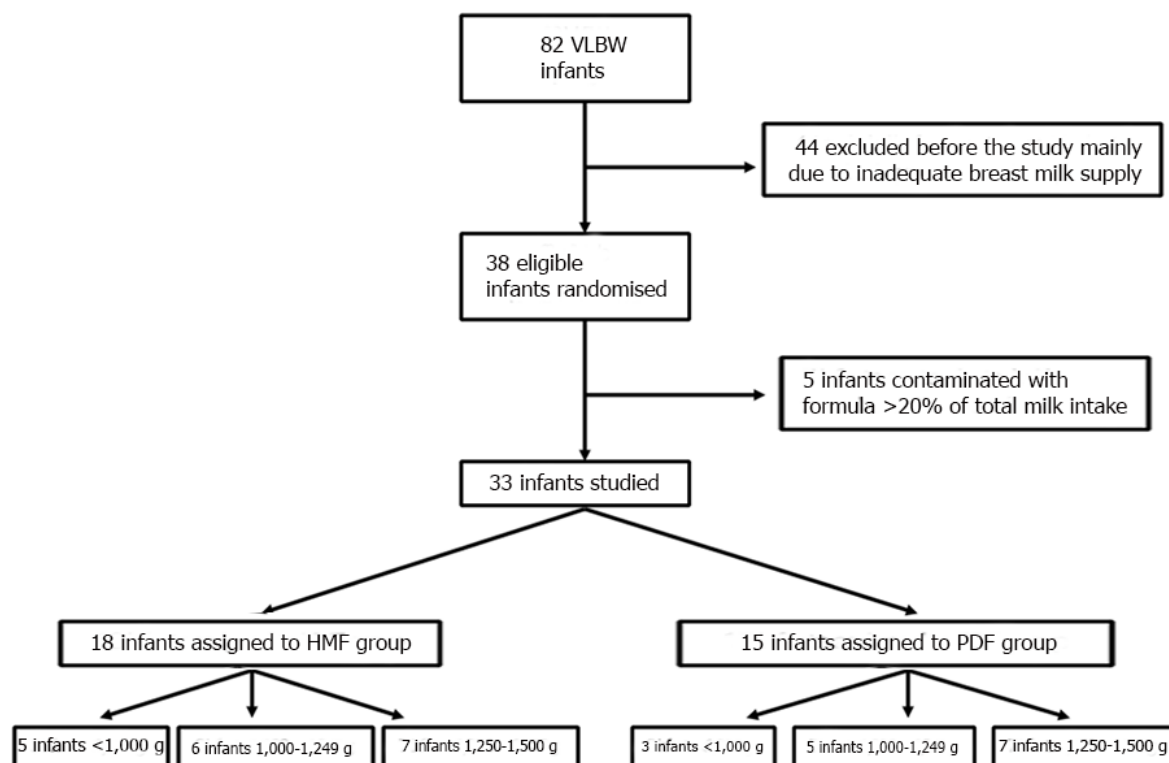 82 VLBW
infants
44 excluded before the study mainly
due to inadequate breast milk supply
38 eligible
infants randomised
5 infants contaminated with
formula >20% of total milk intake
33 infants studied
18 infants assigned to HMF group
15 infants assigned to PDF group
5 infants <1,000 g
6 infants 1,000-1,249 g
7 infants 1,250-1,500 g
3 infants <1,000 g
5 infants 1,000-1,249 g
7 infants 1,250-1,500 g